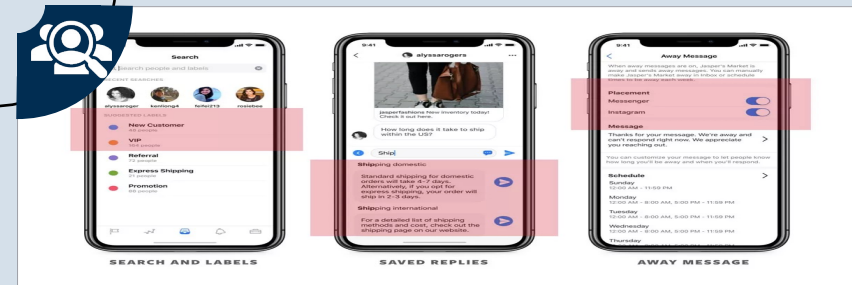 Search
Search people and labels
RECENT SEARCHES
alyssaroger
kenliong4
feifei213
rosiebee
SUGGESTED LABELS
New Customer
VIP
Referral
72 people
Express Shipping
21 people
Promotion
SEARCH AND LABELS
9:41
alyssarogers
jasperfashions New inventory today!
Check it out here.
How long does it take to ship
within the US?
Ship
Shipping domestic
Standard shipping for domestic
orders will take 4-7 days.
Alternatively, if you opt for
express shipping, your order will
ship in 2-3 days.
Shipping international
For a detailed list of shipping
methods and cost, check out the
shipping page on our website.
SAVED REPLIES
9:41
Away Message
When away messages are on, Jasper's Market is
away and sends away messages. You can manually
make Jasper's Market away in Inbox or schedule
times to be away each week.
Placement
Messenger
Instagram
Message
Thanks for your message. We're away and
can't respond right now. We appreciate
you reaching out.
You can customize your message to let people know
how long you'll be away and when you'll respond.
Schedule
Sunday
12:00 AM - 11:59 PM
Monday
12:00 AM - 8:00 AM, 5:00 PM - 11:59 PM
Tuesday
12:00 AM - 8:00 AM, 5:00 PM - 11:59 PM
Wednesday
12:00 AM - 8:00 AM, 5:00 PM - 11:59 PM
Thursday
AWAY MESSAGE